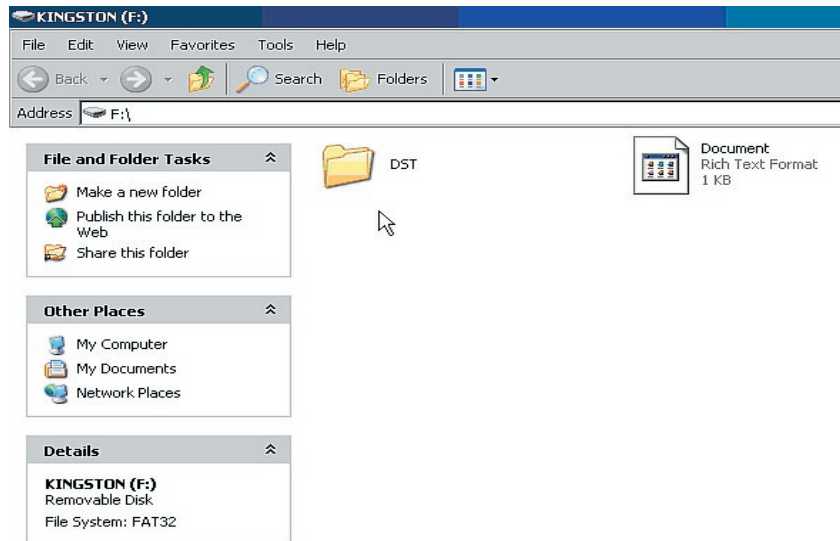 KINGSTON (F:)
File Edit View Favorites Tools Help
Back Search Folders
Address F:\
File and Folder Tasks
Make a new folder
Publish this folder to the
Web
Share this folder
Other Places
My Computer
My Documents
Network Places
Details
KINGSTON (F:)
Removable Disk
File System: FAT32
DST
Document
Rich Text Format
1 KB